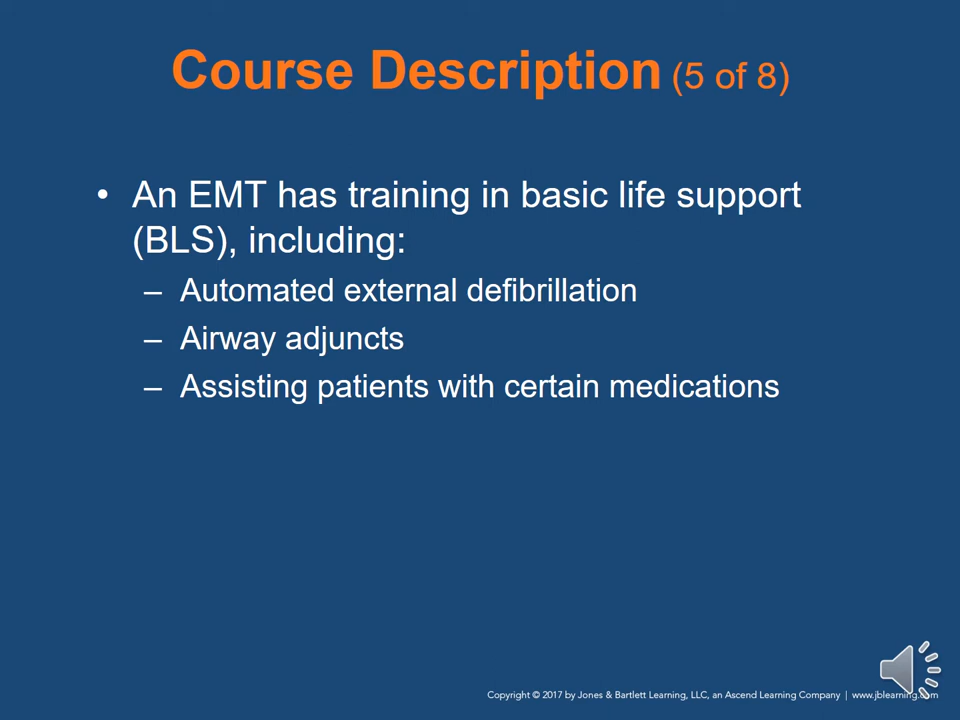 Course Description (5 of 8)
• An EMT has training in basic life support
(BLS), including:
– Automated external defibrillation
– Airway adjuncts
– Assisting patients with certain medications
Copyright © 2017 by Jones & Bartlett Learning, LLC, an Ascend Learning Company | www.jblearning.com